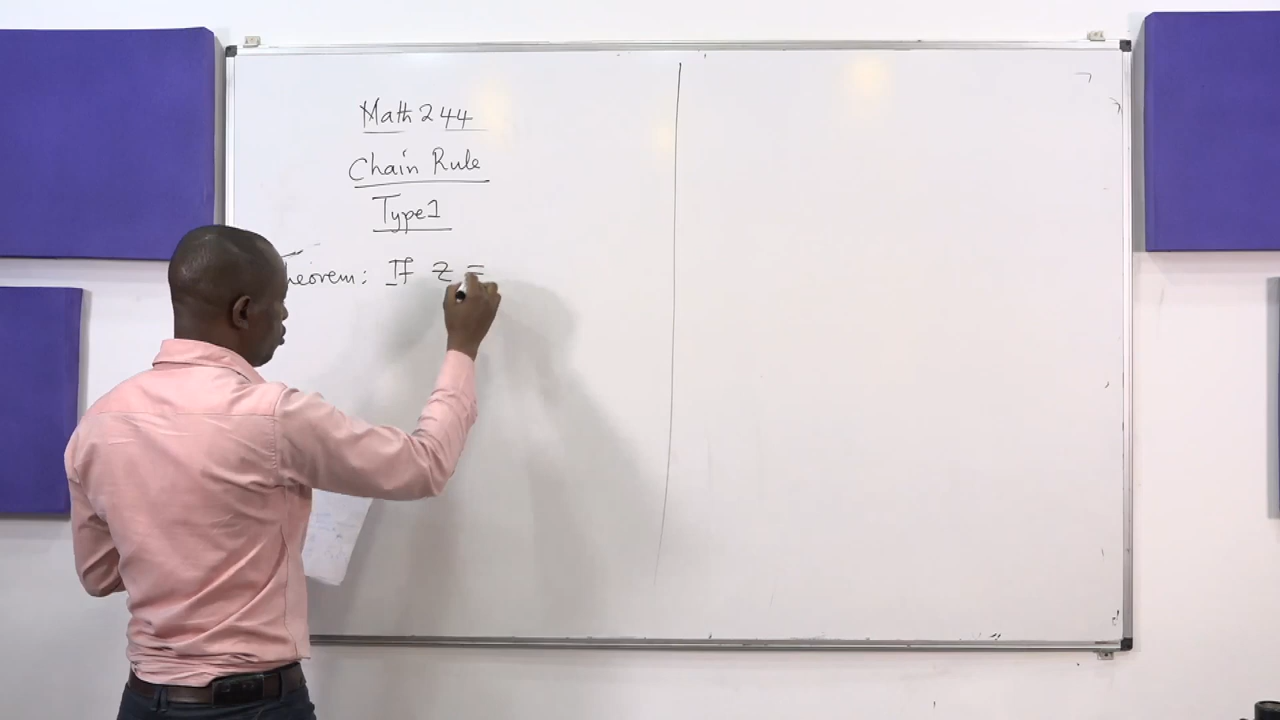 Math 244
Chain Rule
Type 1
Theorem: If z =